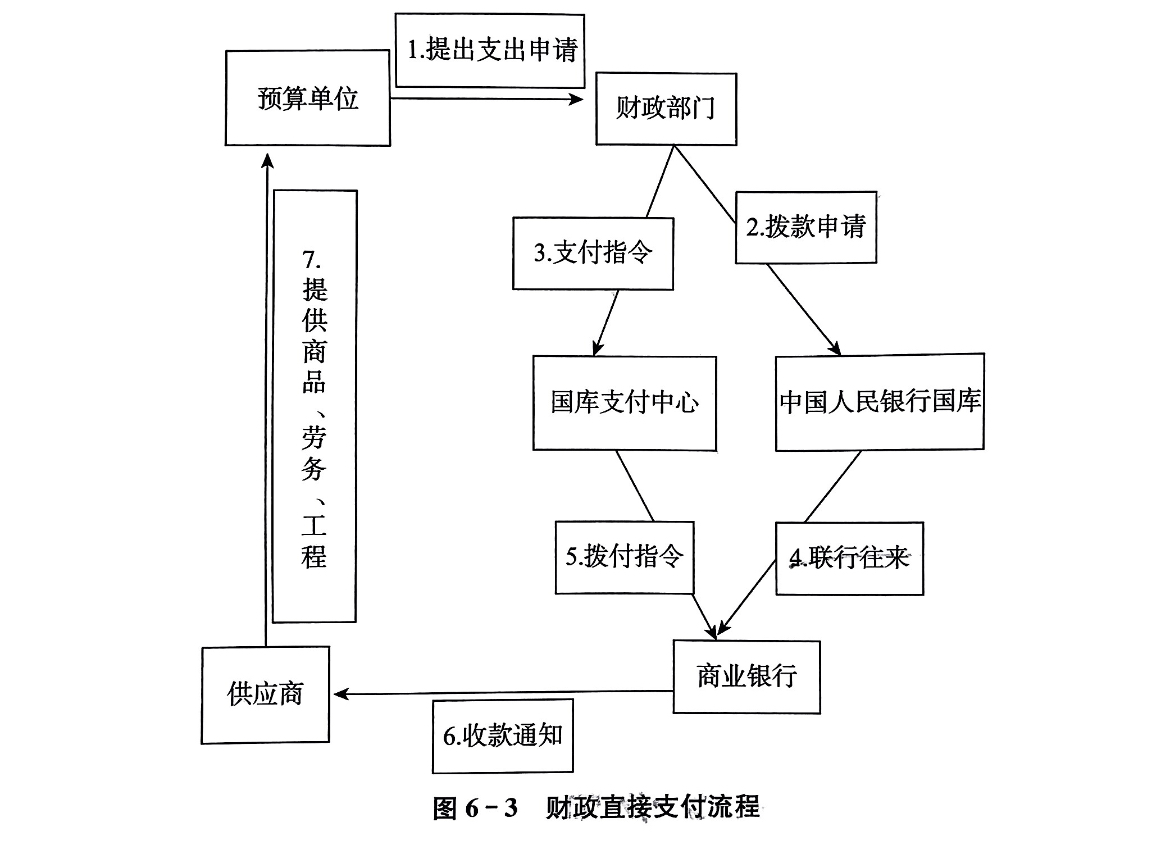 1.提出支出申请
预算单位
财政部门
2.拨款申请
3.支付指令
7.
提
供
商
品
、
劳
务
、
工
程
国库支付中心
中国人民银行国库
5.拨付指令
4.联行往来
商业银行
供应商
6.收款通知
图 6-3 财政直接支付流程